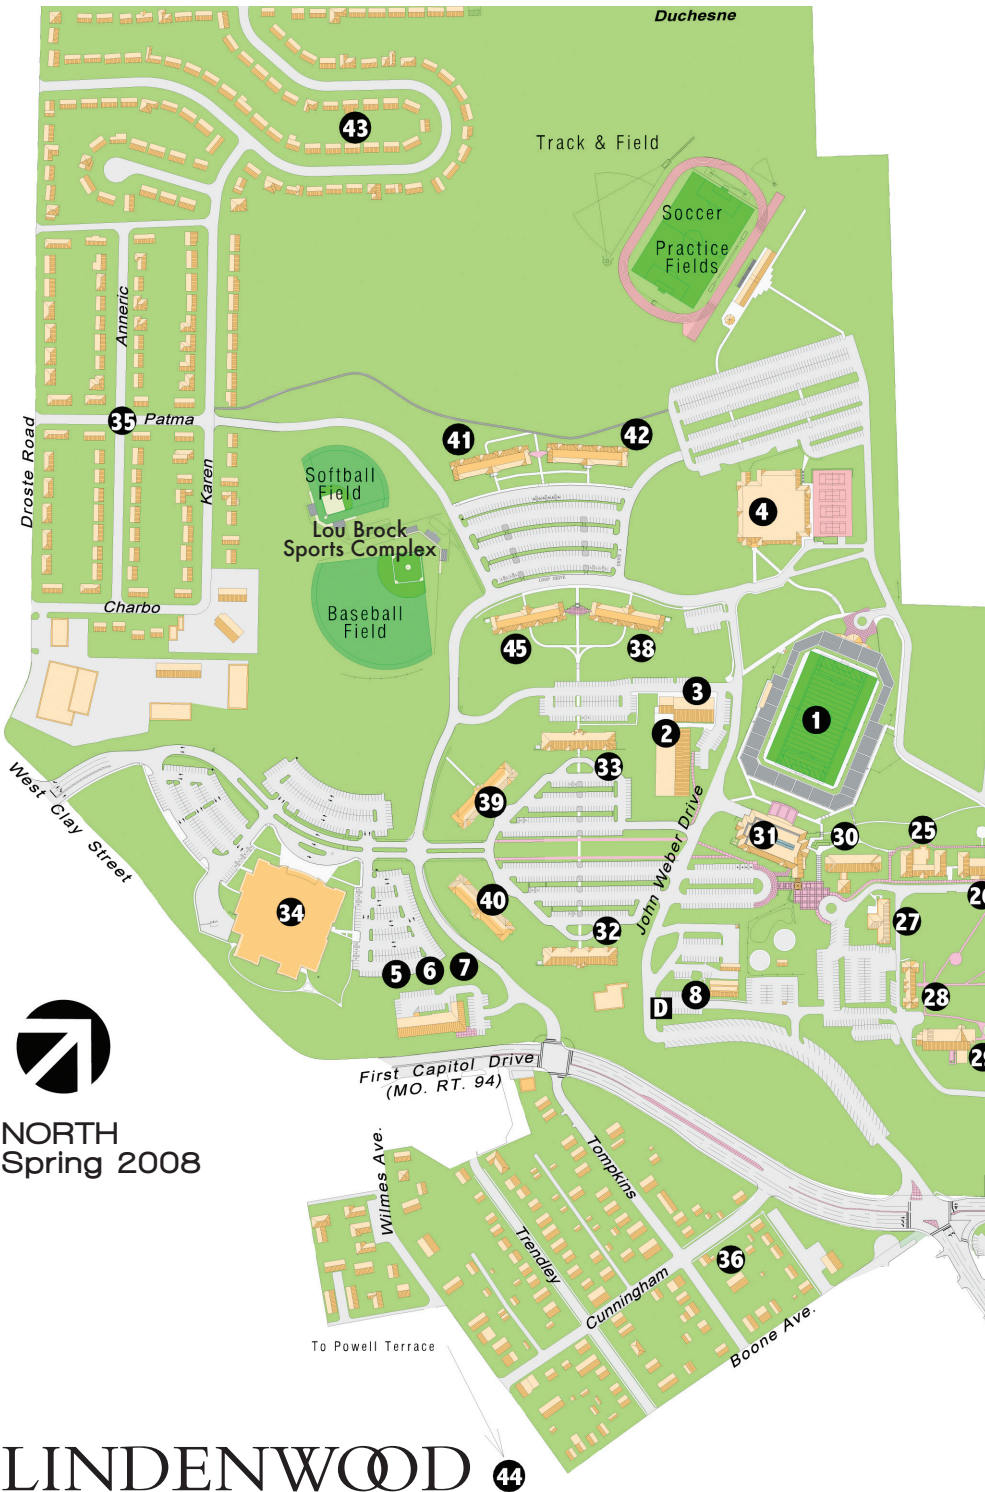 Duchesne
43
Track & Field
Soccer
Practice
Fields
Anneric
35
Patma
Droste Road
Karen
41
42
Softball
Field
Lou Brock
Sports Complex
4
Baseball
Field
Charbo
45
38
3
2
1
33
39
West Clay Street
John Weber Drive
31
30
25
26
34
40
32
27
5
6
7
8
D
28
29
First Capitol Drive
(MO. RT. 94)
NORTH
Spring 2008
Wilmes Ave.
Tompkins
Trendley
Cunningham
36
Boone Ave.
To Powell Terrace
LINDENWOOD
44